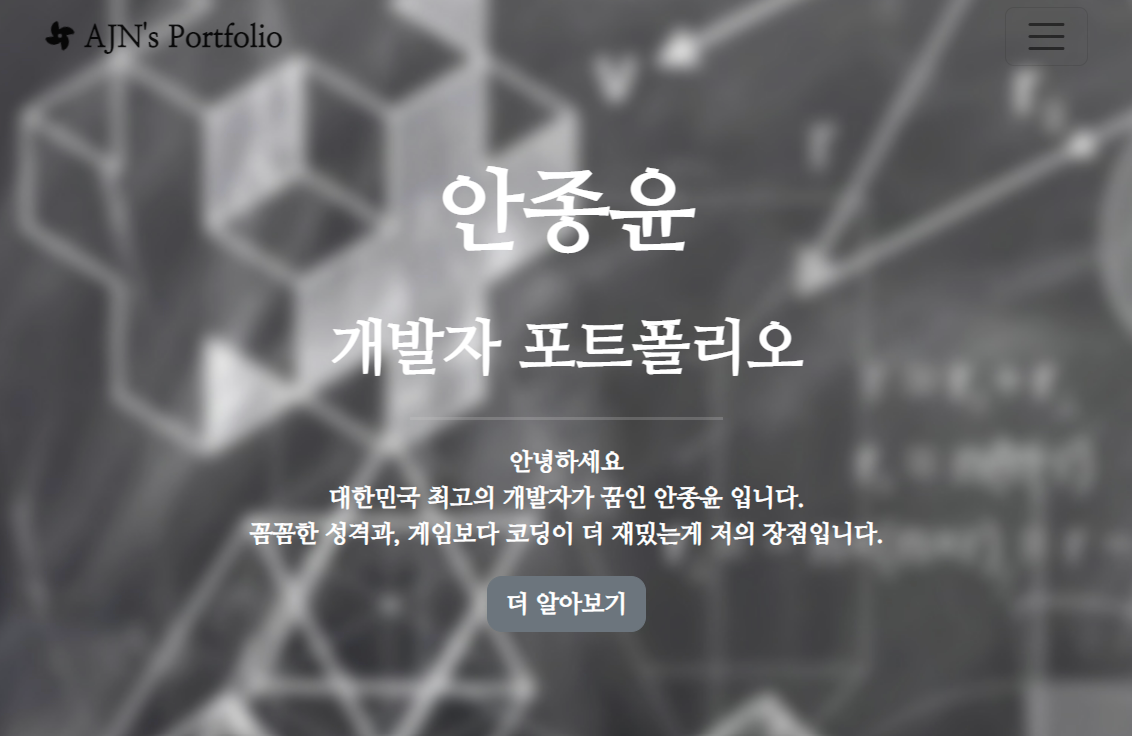 AJN's Portfolio
안종윤
개발자 포트폴리오
안녕하세요
대한민국 최고의 개발자가 꿈인 안종윤 입니다.
꼼꼼한 성격과, 게임보다 코딩이 더 재밌는게 저의 장점입니다.
더 알아보기